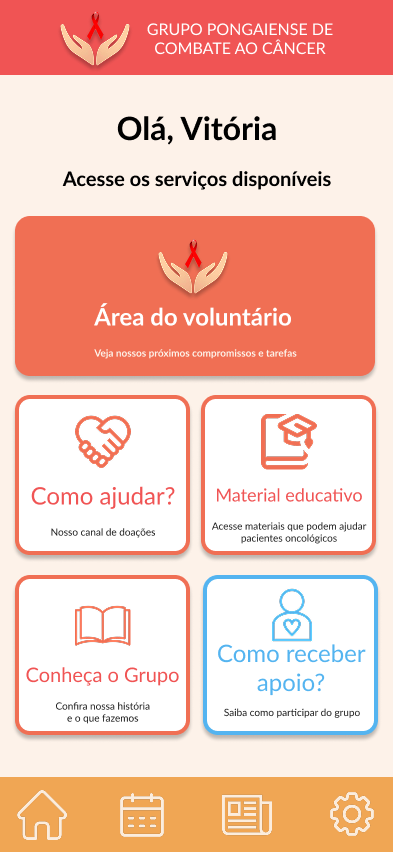 GRUPO PONGAIENSE DE
COMBATE AO CÂNCER
Olá, Vitória
Acesse os serviços disponíveis
Área do voluntário
Veja nossos próximos compromissos e tarefas
Como ajudar?
Nosso canal de doações
Material educativo
Acesse materiais que podem ajudar
pacientes oncológicos
Conheça o Grupo
Confira nossa história
e o que fazemos
Como receber
apoio?
Saiba como participar do grupo